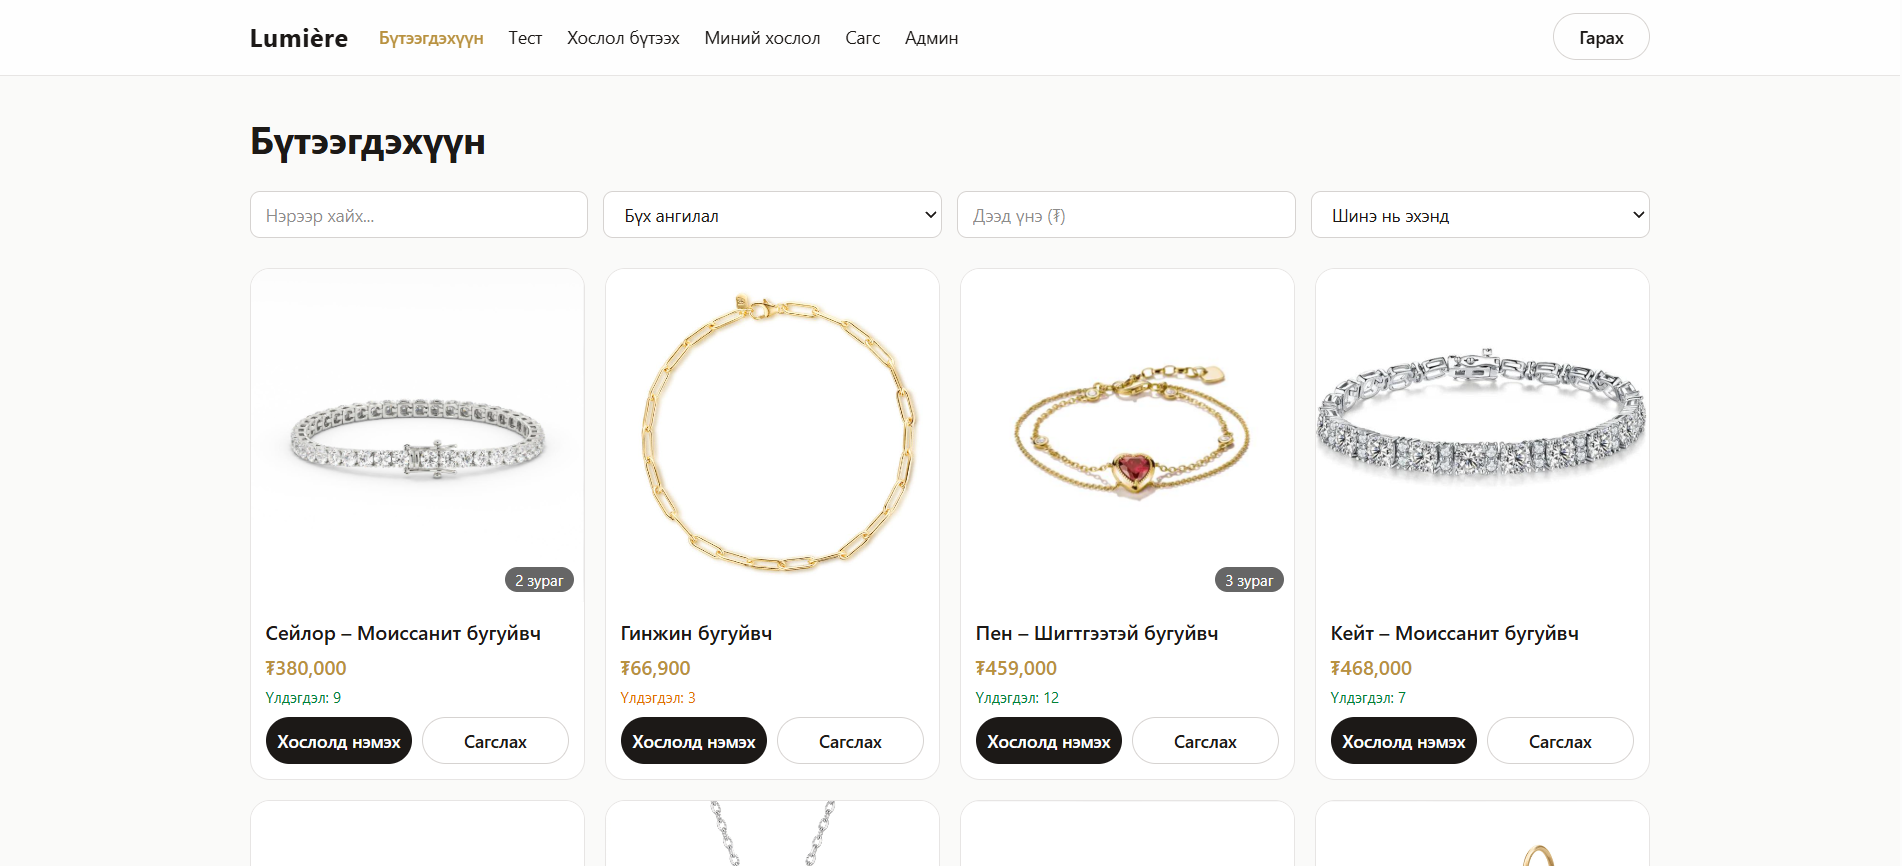 Lumière Бүтээгдэхүүн Тест Хослол бүтээх Миний хослол Сагс Админ Гарах
Бүтээгдэхүүн
Нэрээр хайх... Бүх ангилал Дээд үнэ (₮) Шинэ нь эхэнд
2 зураг 3 зураг
Сейлор – Моиссанит бугуйвч Гинжин бугуйвч Пен – Шигтгээтэй бугуйвч Кейт – Моиссанит бугуйвч
₮380,000 ₮66,900 ₮459,000 ₮468,000
Үлдэгдэл: 9 Үлдэгдэл: 3 Үлдэгдэл: 12 Үлдэгдэл: 7
Хослолд нэмэх Сагслах Хослолд нэмэх Сагслах Хослолд нэмэх Сагслах Хослолд нэмэх Сагслах